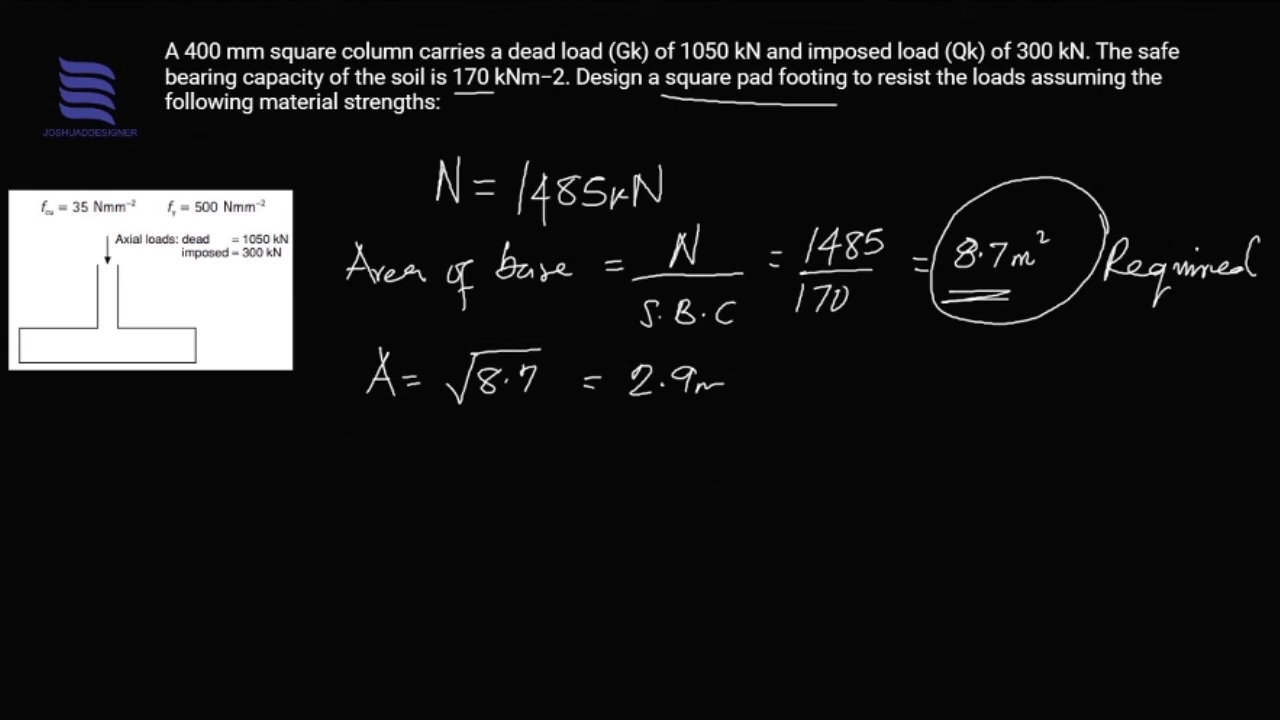 A 400 mm square column carries a dead load (Gk) of 1050 kN and imposed load (Qk) of 300 kN. The safe
bearing capacity of the soil is 170 kNm−2. Design a square pad footing to resist the loads assuming the
following material strengths:
JOSHUADDESIGNER
N = 1485kN
f_cu = 35 Nmm⁻² f_y = 500 Nmm⁻²
Axial loads: dead = 1050 kN
imposed = 300 kN
Area of base = N / S.B.C = 1485 / 170 = 8.7m² Required
A = √8.7 = 2.9m